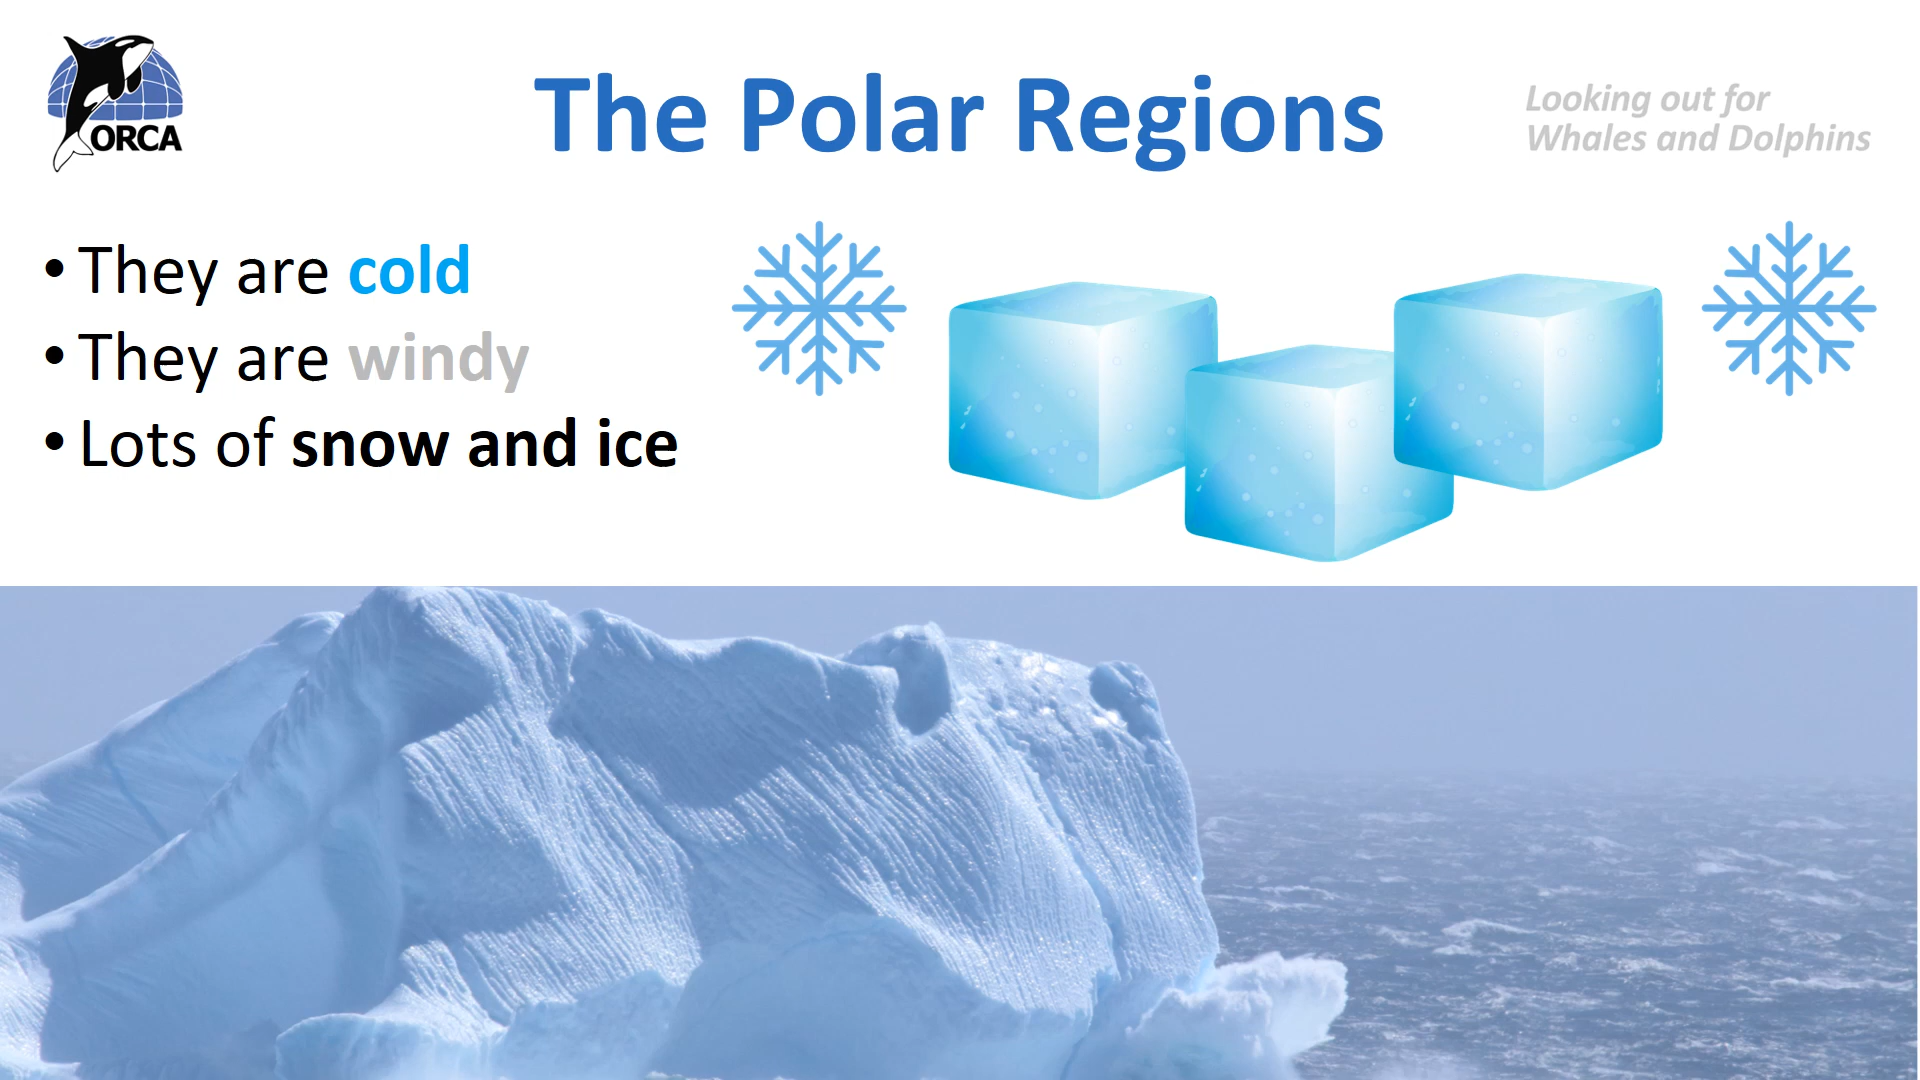 ORCA
The Polar Regions
Looking out for
Whales and Dolphins
• They are cold
• They are windy
• Lots of snow and ice